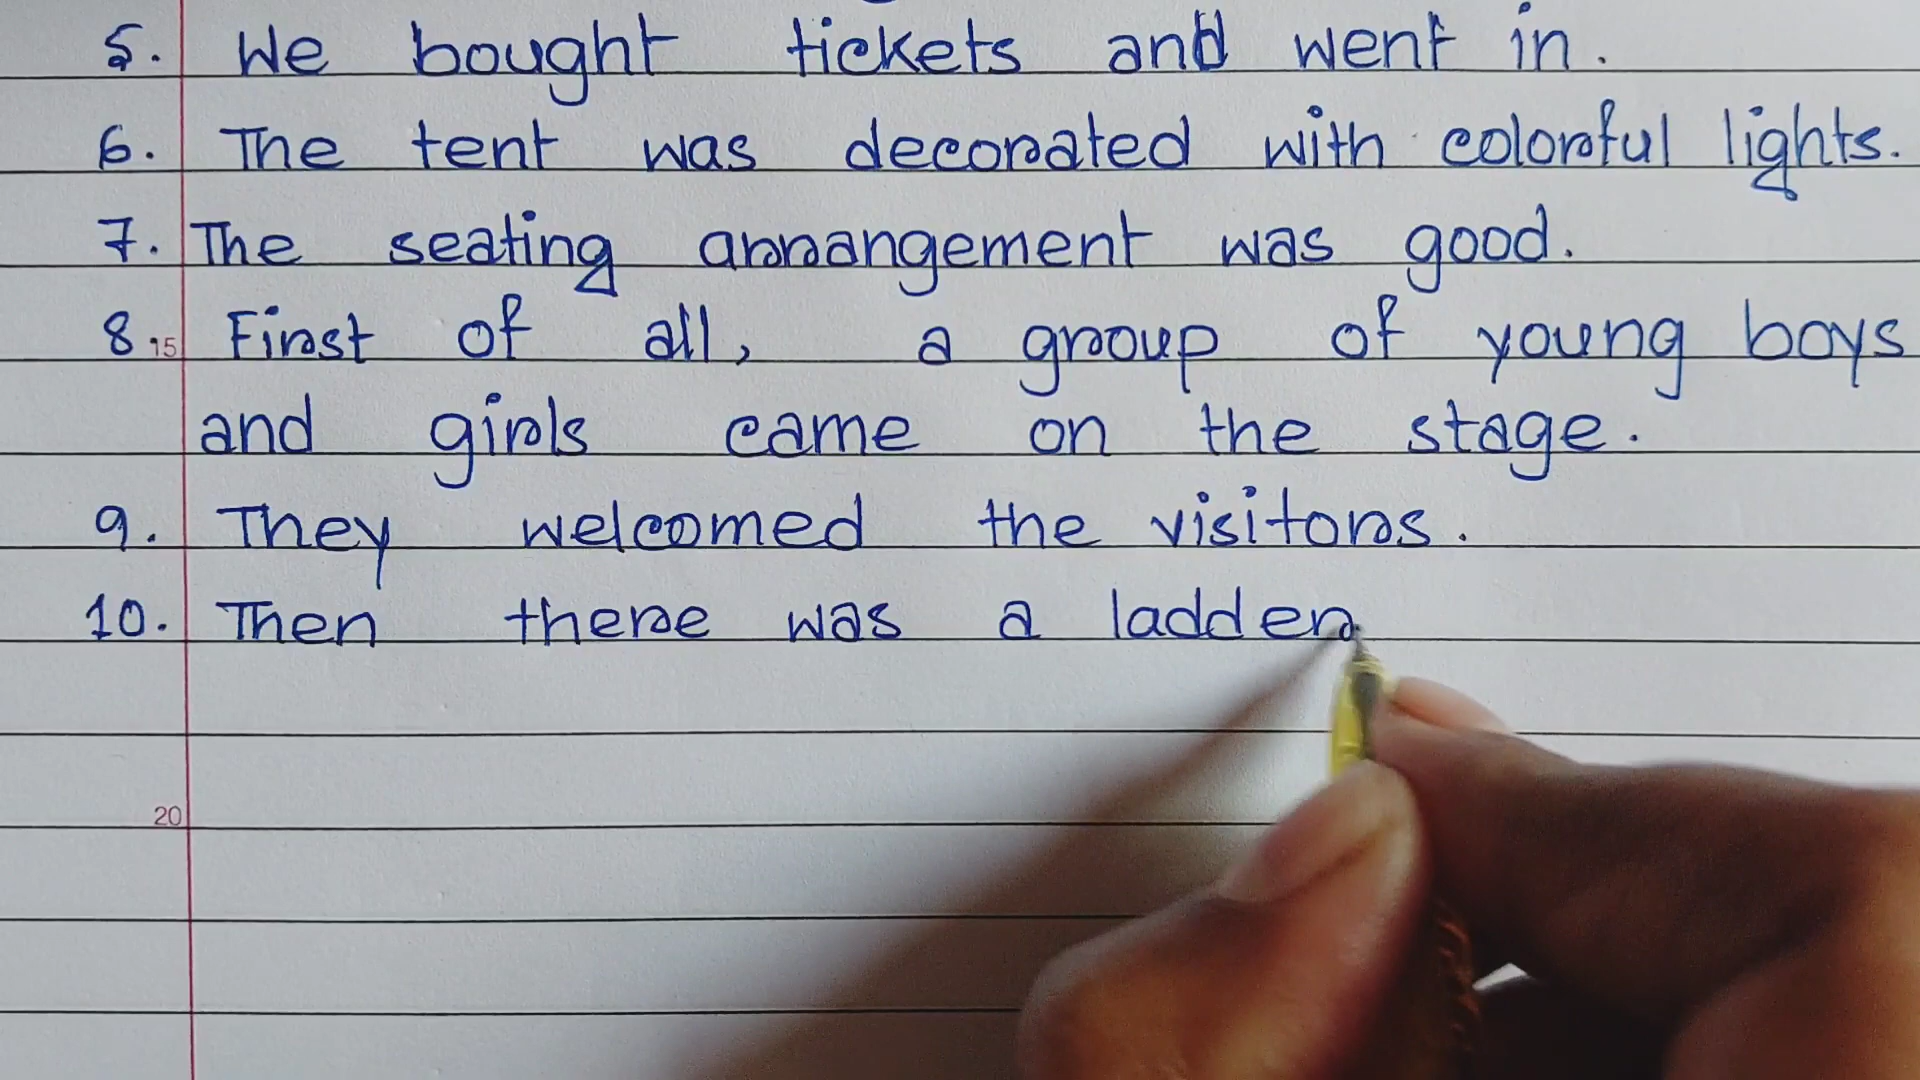 5. We bought tickets and went in.
6. The tent was decorated with colorful lights.
7. The seating arrangement was good.
8. 15 First of all, a group of young boys
and girls came on the stage.
9. They welcomed the visitors.
10. Then there was a ladder
20